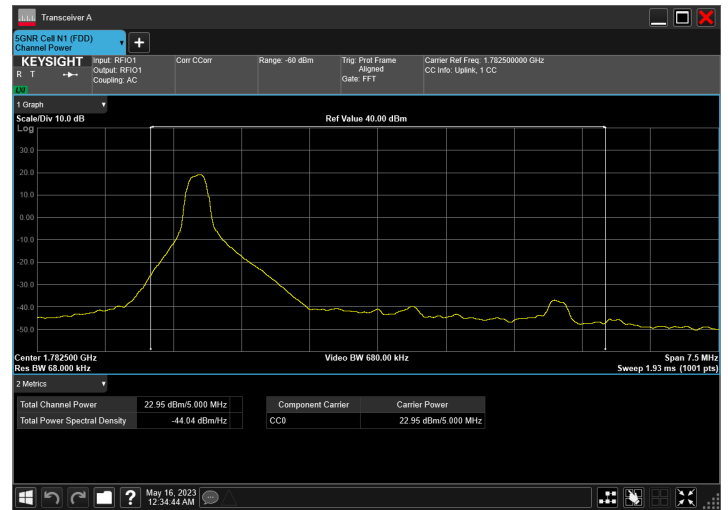 Transceiver A
5GNR Cell N1 (FDD)
Channel Power
KEYSIGHT
R T
LXI
Input: RFIO1
Output: RFIO1
Coupling: AC
Corr CCorr
Range: -60 dBm
Trig: Prot Frame
Aligned
Gate: FFT
Carrier Ref Freq: 1.782500000 GHz
CC Info: Uplink, 1 CC
1 Graph
Scale/Div 10.0 dB
Ref Value 40.00 dBm
Log
30.0
20.0
10.0
0.00
-10.0
-20.0
-30.0
-40.0
-50.0
Center 1.782500 GHz
Video BW 680.00 kHz
Span 7.5 MHz
Res BW 68.000 kHz
Sweep 1.93 ms (1001 pts)
2 Metrics
Total Channel Power 22.95 dBm/5.000 MHz
Total Power Spectral Density -44.04 dBm/Hz
Component Carrier Carrier Power
CC0 22.95 dBm/5.000 MHz
?
May 16, 2023
12:34:44 AM